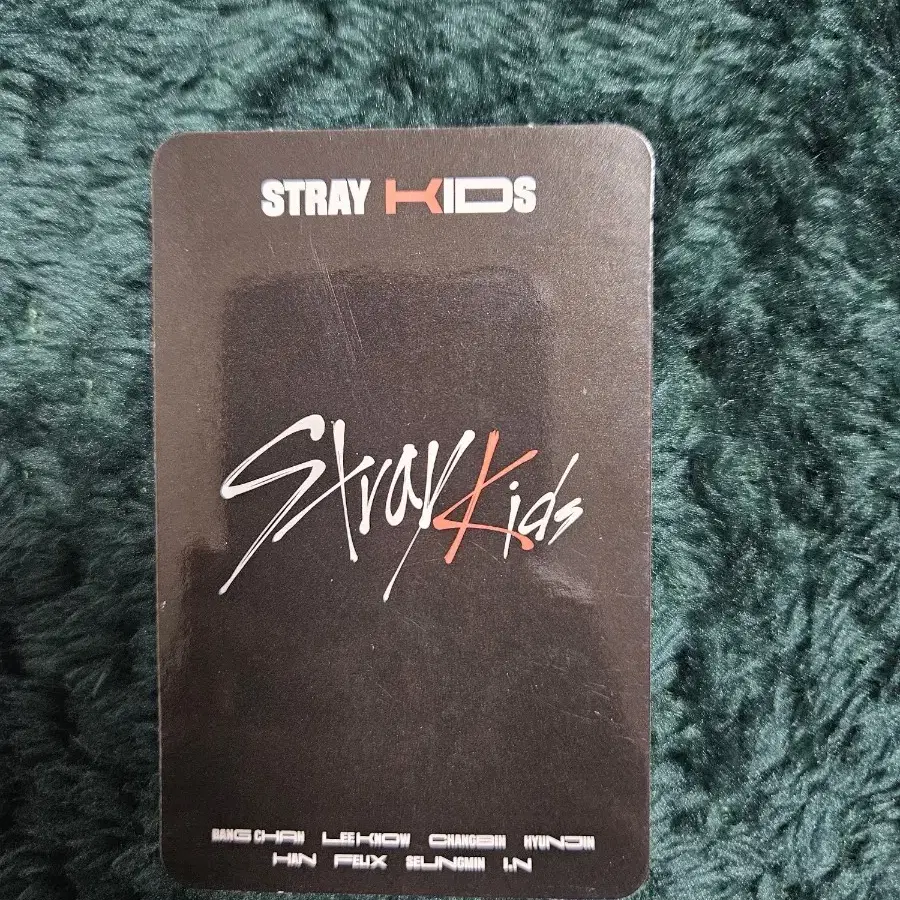 STRAY KIDS
Stray Kids
BANG CHAN LEE KNOW CHANGBIN HYUNJIN
HAN FELIX SEUNGMIN I.N